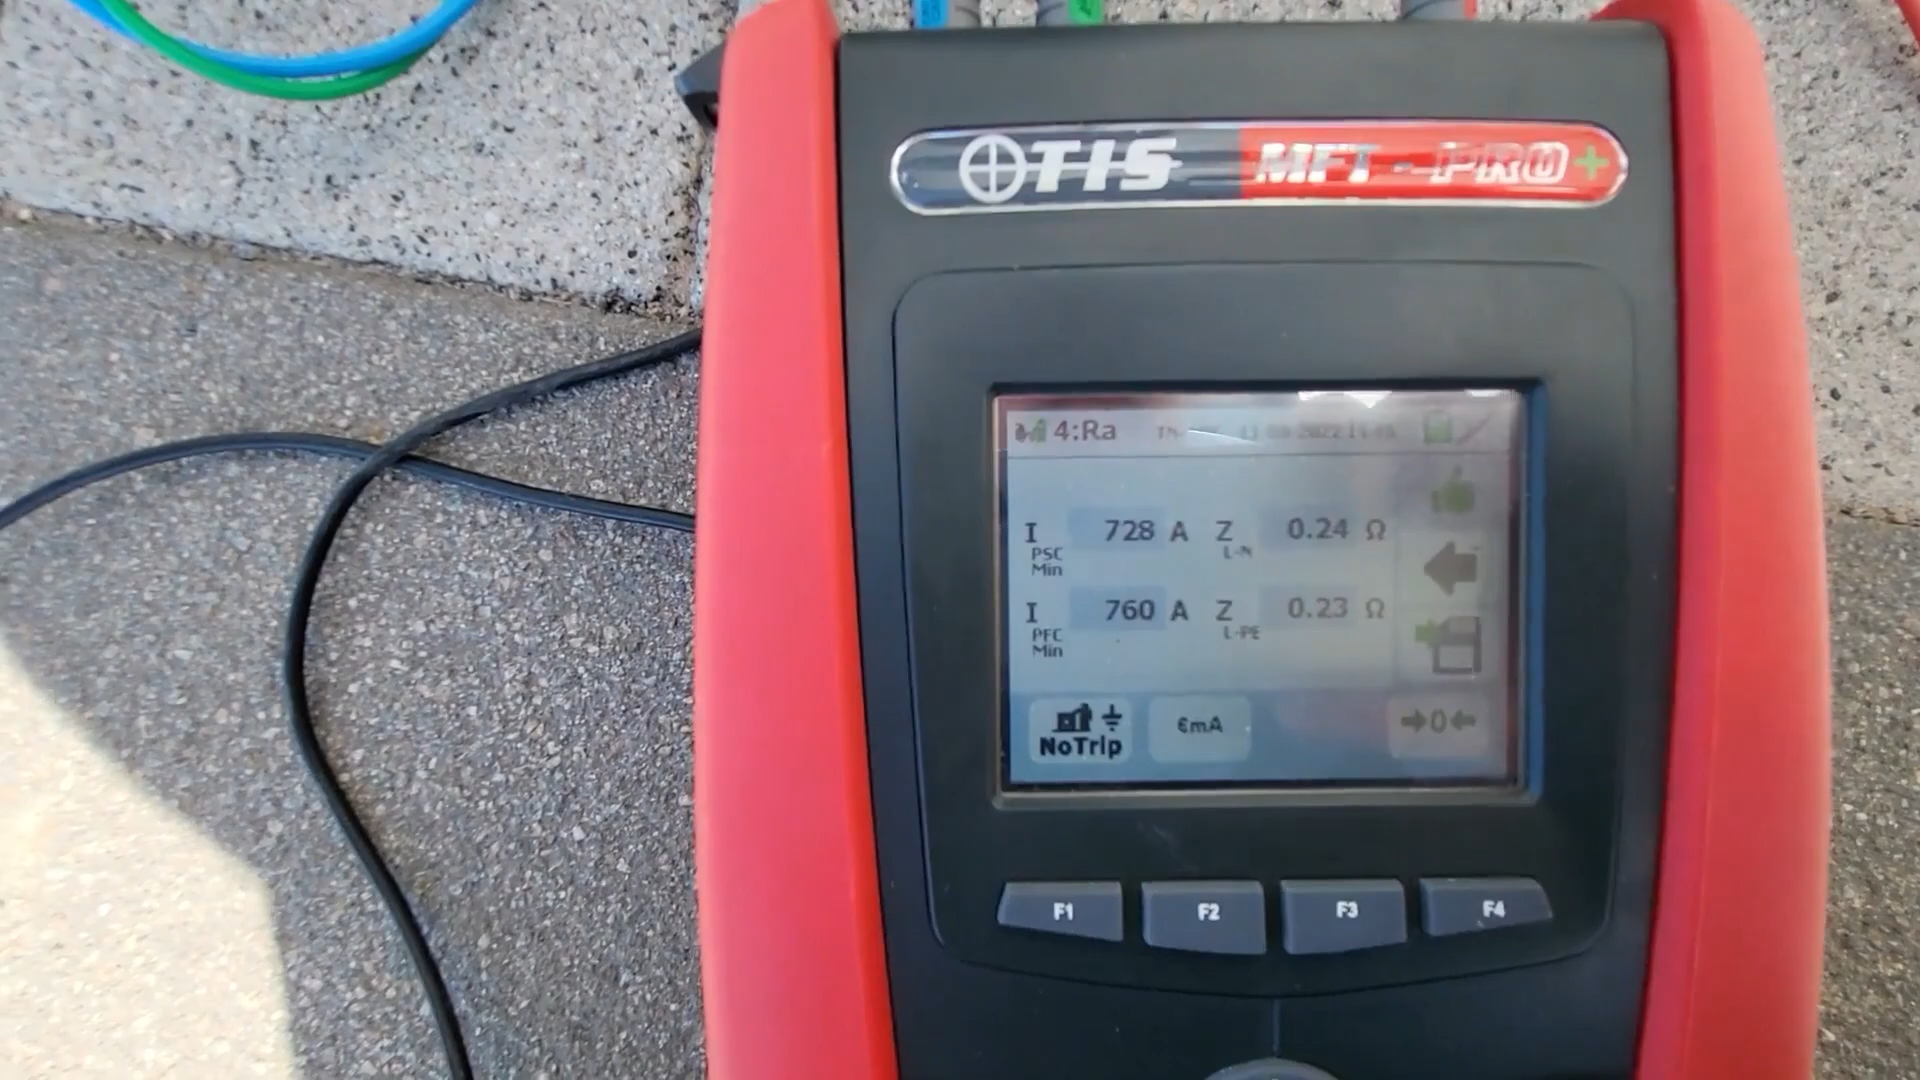 TIS MFT - PRO+
4:Ra
I PSC Min 728 A Z L-N 0.24 Ω
I PFC Min 760 A Z L-PE 0.23 Ω
NoTrip 6mA →0←
F1 F2 F3 F4